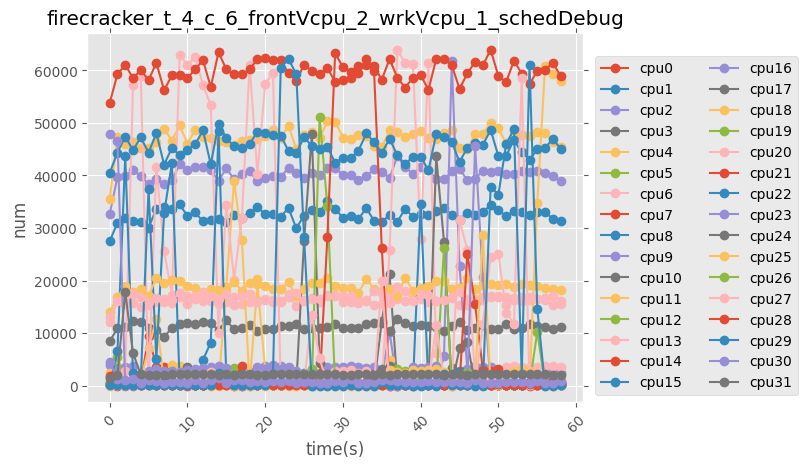 firecracker_t_4_c_6_frontVcpu_2_wrkVcpu_1_schedDebug
num
60000
50000
40000
30000
20000
10000
0
0
10
20
30
40
50
60
time(s)
cpu0
cpu1
cpu2
cpu3
cpu4
cpu5
cpu6
cpu7
cpu8
cpu9
cpu10
cpu11
cpu12
cpu13
cpu14
cpu15
cpu16
cpu17
cpu18
cpu19
cpu20
cpu21
cpu22
cpu23
cpu24
cpu25
cpu26
cpu27
cpu28
cpu29
cpu30
cpu31